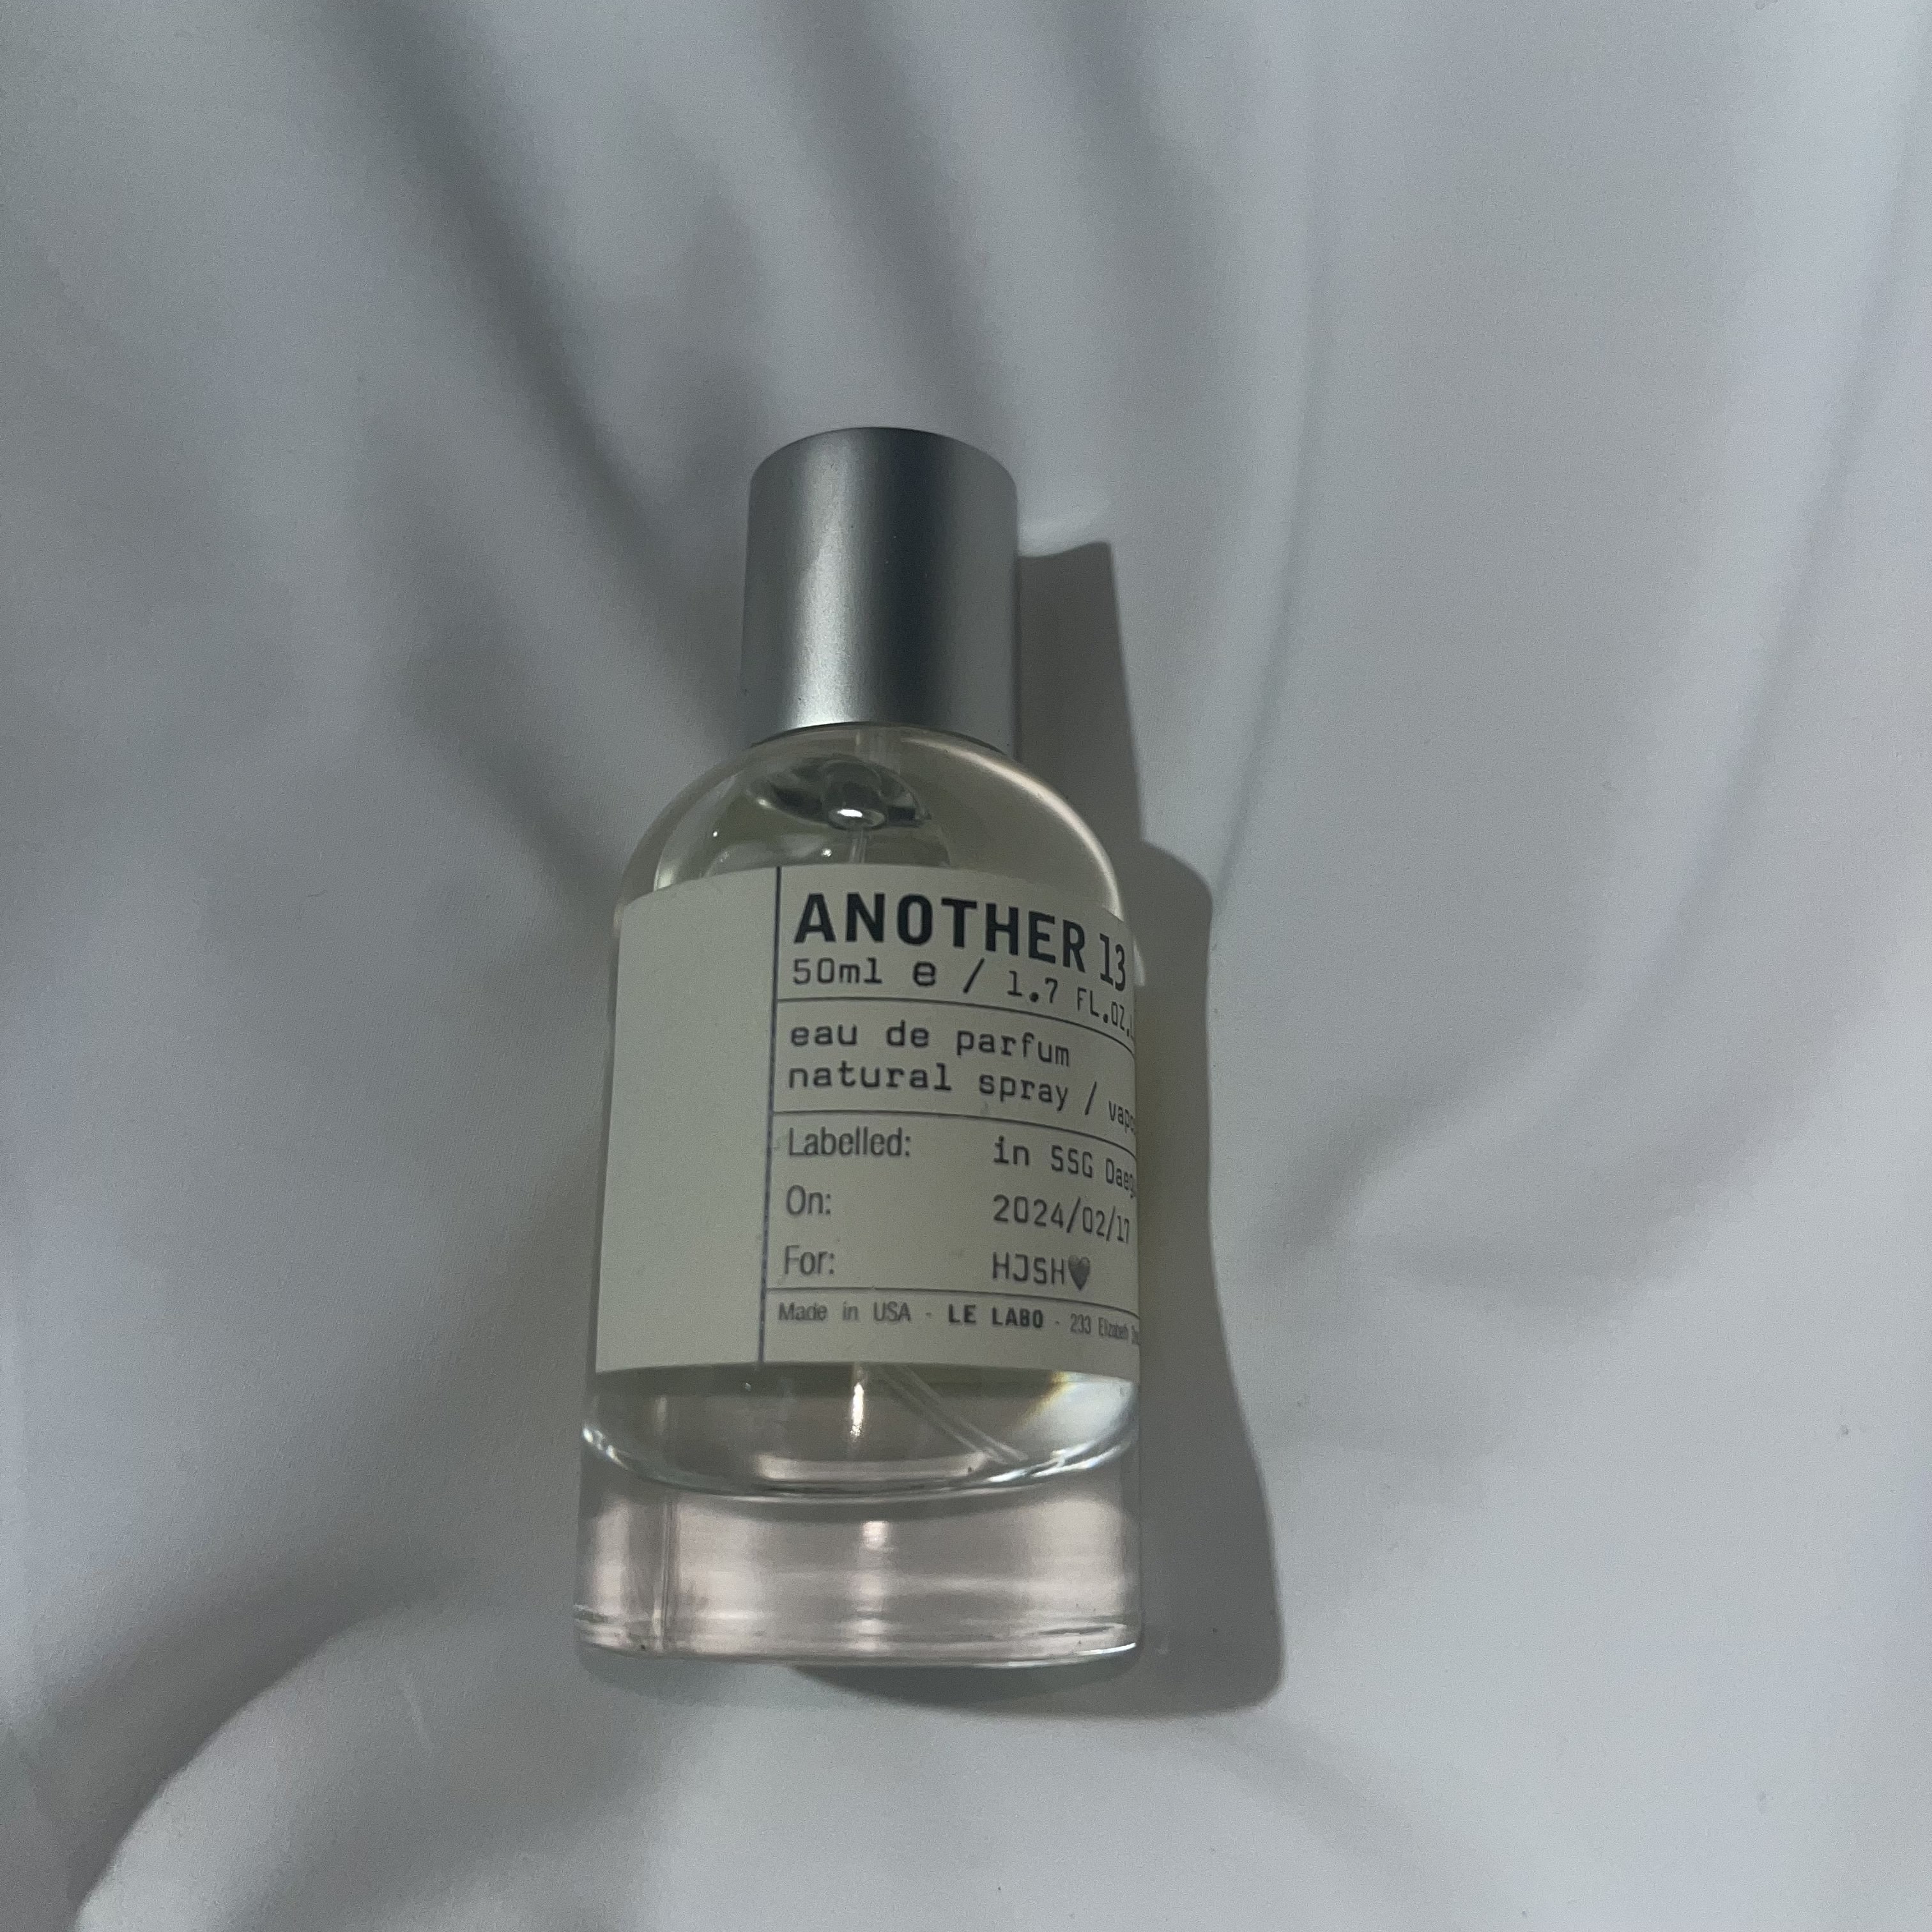 ANOTHER 13
50ml e / 1.7 FL.OZ.
eau de parfum
natural spray /
Labelled: in SSG
On: 2024/02/17
For: HJSH♥
Made in USA - LE LABO - 233 Elizabeth